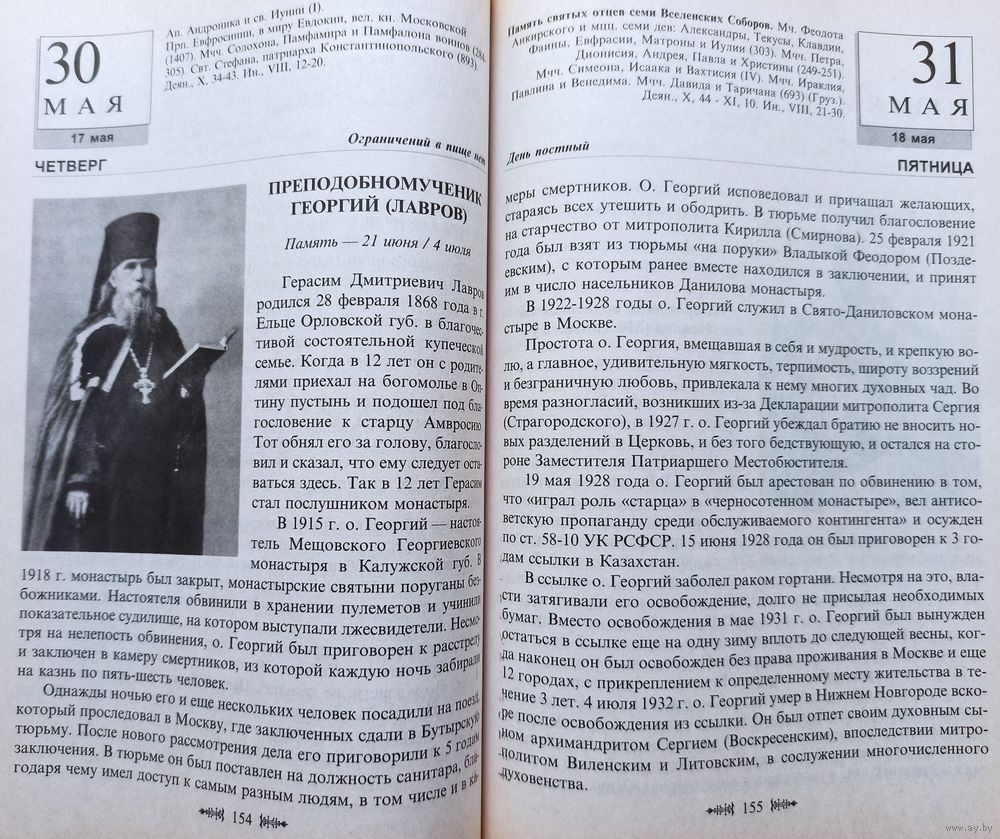 30
МАЯ
17 мая
ЧЕТВЕРГ
Ап. Андроника и св. Иунии (I).
Прп. Евфросинии, в миру Евдокии, вел. кн. Московской
(1407). Мчч. Солохона, Памфамира и Памфалона воинов (284-
305). Свт. Стефана, патриарха Константинопольского (893).
Деян., X, 34-43. Ин., VIII, 12-20.
Ограничений в пище нет
ПРЕПОДОБНОМУЧЕНИК
ГЕОРГИЙ (ЛАВРОВ)
Память — 21 июня / 4 июля
Герасим Дмитриевич Лавров
родился 28 февраля 1868 года в г.
Ельце Орловской губ. в благочес-
тивой состоятельной купеческой
семье. Когда в 12 лет он с родите-
лями приехал на богомолье в Оп-
тину пустынь и подошел под бла-
гословение к старцу Амвросию.
Тот обнял его за голову, благосло-
вил и сказал, что ему следует оста-
ваться здесь. Так в 12 лет Герасим
стал послушником монастыря.
В 1915 г. о. Георгий — настоя-
тель Мещовского Георгиевского
монастыря в Калужской губ. В
1918 г. монастырь был закрыт, монастырские святыни поруганы без-
божниками. Настоятеля обвинили в хранении пулеметов и учинили
показательное судилище, на котором выступали лжесвидетели. Несмо-
тря на нелепость обвинения, о. Георгий был приговорен к расстрелу
и заключен в камеру смертников, из которой каждую ночь забирали
на казнь по пять-шесть человек.
Однажды ночью его и еще нескольких человек посадили на поезд,
который проследовал в Москву, где заключенных сдали в Бутырскую
тюрьму. После нового рассмотрения дела его приговорили к 5 годам
заключения. В тюрьме он был поставлен на должность санитара, бла-
годаря чему имел доступ к самым разным людям, в том числе и в ка-
154
Память святых отцев семи Вселенских Соборов. Мч. Феодота
Анкирского и мцц. семи дев: Александры, Текусы, Клавдии,
Фаины, Евфрасии, Матроны и Иулии (303). Мчч. Петра,
Дионисия, Андрея, Павла и Христины (249-251).
Мчч. Симеона, Исаака и Вахтисия (IV). Мчч. Ираклия,
Павлина и Венедима. Мчч. Давида и Таричана (693) (Груз.).
Деян., X, 44 - XI, 10. Ин., VIII, 21-30.
31
МАЯ
18 мая
День постный
ПЯТНИЦА
меры смертников. О. Георгий исповедовал и причащал желающих,
стараясь всех утешить и ободрить. В тюрьме получил благословение
на старчество от митрополита Кирилла (Смирнова). 25 февраля 1921
года был взят из тюрьмы «на поруки» Владыкой Феодором (Позде-
евским), с которым ранее вместе находился в заключении, и принят
им в число насельников Данилова монастыря.
В 1922-1928 годы о. Георгий служил в Свято-Даниловском мона-
стыре в Москве.
Простота о. Георгия, вмещавшая в себя и мудрость, и крепкую во-
лю, а главное, удивительную мягкость, терпимость, широту воззрений
и безграничную любовь, привлекала к нему многих духовных чад. Во
время разногласий, возникших из-за Декларации митрополита Сергия
(Страгородского), в 1927 г. о. Георгий убеждал братию не вносить но-
вых разделений в Церковь, и без того бедствующую, и остался на сто-
роне Заместителя Патриаршего Местоблюстителя.
19 мая 1928 года о. Георгий был арестован по обвинению в том,
что «играл роль «старца» в «черносотенном монастыре», вел антисо-
ветскую пропаганду среди обслуживаемого контингента» и осужден
по ст. 58-10 УК РСФСР. 15 июня 1928 года он был приговорен к 3 го-
дам ссылки в Казахстан.
В ссылке о. Георгий заболел раком гортани. Несмотря на это, вла-
сти затягивали его освобождение, долго не присылая необходимых
бумаг. Вместо освобождения в мае 1931 г. о. Георгий был вынужден
остаться в ссылке еще на одну зиму вплоть до следующей весны, ког-
да наконец он был освобожден без права проживания в Москве и еще
12 городах, с прикреплением к определенному месту жительства в те-
чение 3 лет. 4 июля 1932 г. о. Георгий умер в Нижнем Новгороде вско-
ре после освобождения из ссылки. Он был отпет своим духовным сы-
ном архимандритом Сергием (Воскресенским), впоследствии митро-
политом Виленским и Литовским, в сослужении многочисленного
духовенства.
155
www.ay.by